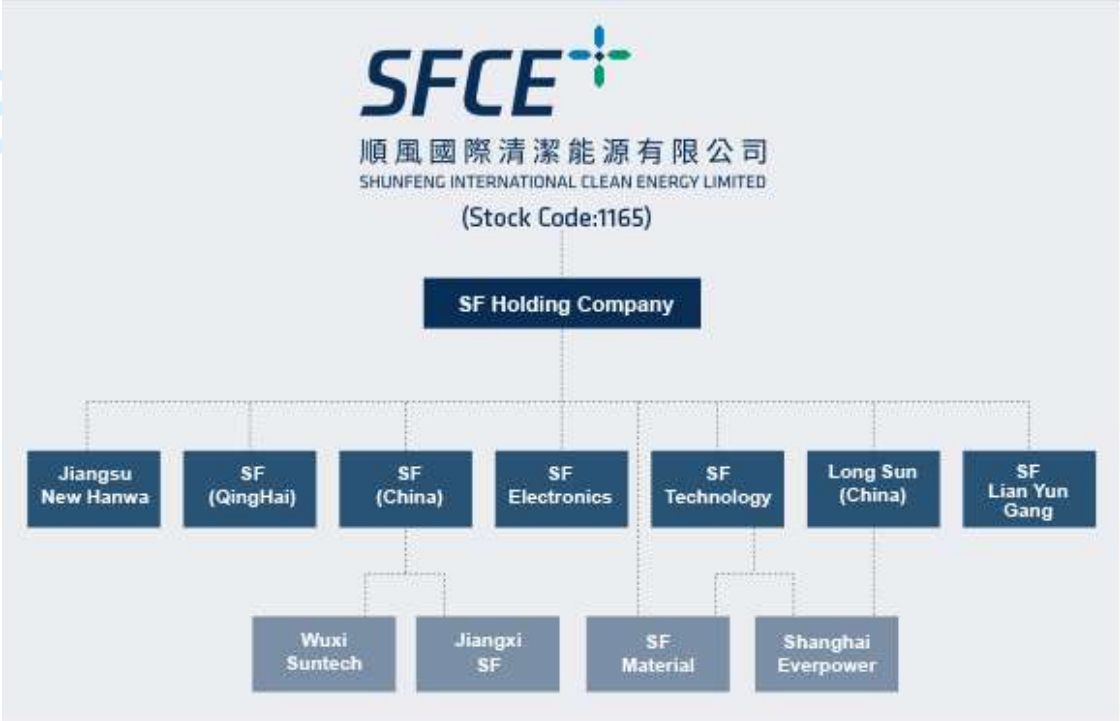 SFCE
順風國際清潔能源有限公司
SHUNFENG INTERNATIONAL CLEAN ENERGY LIMITED
(Stock Code:1165)
SF Holding Company
Jiangsu
New Hanwa
SF
(QingHai)
SF
(China)
SF
Electronics
SF
Technology
Long Sun
(China)
SF
Lian Yun
Gang
Wuxi
Suntech
Jiangxi
SF
SF
Material
Shanghai
Everpower